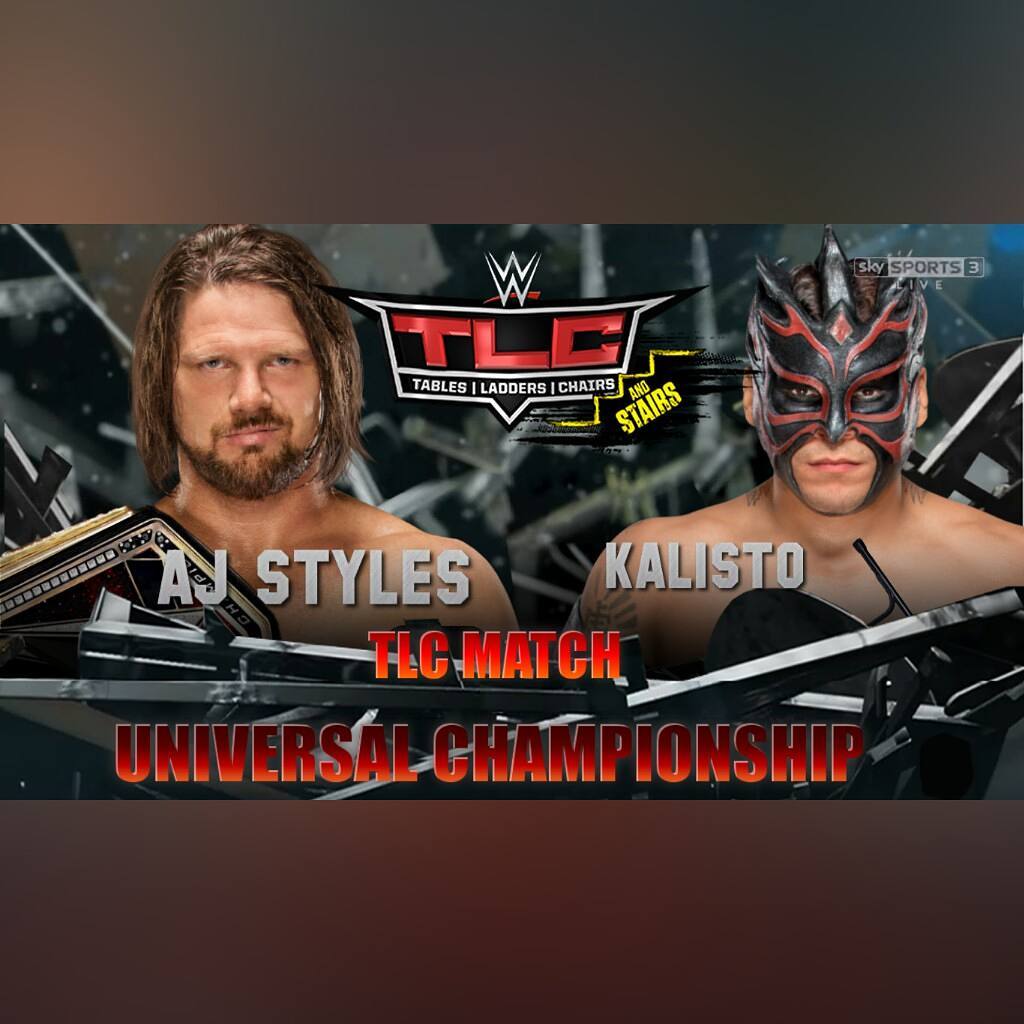 W
sky SPORTS 3
LIVE
TLC
TABLES | LADDERS | CHAIRS
AND
STAIRS
AJ STYLES
KALISTO
TLC MATCH
UNIVERSAL CHAMPIONSHIP